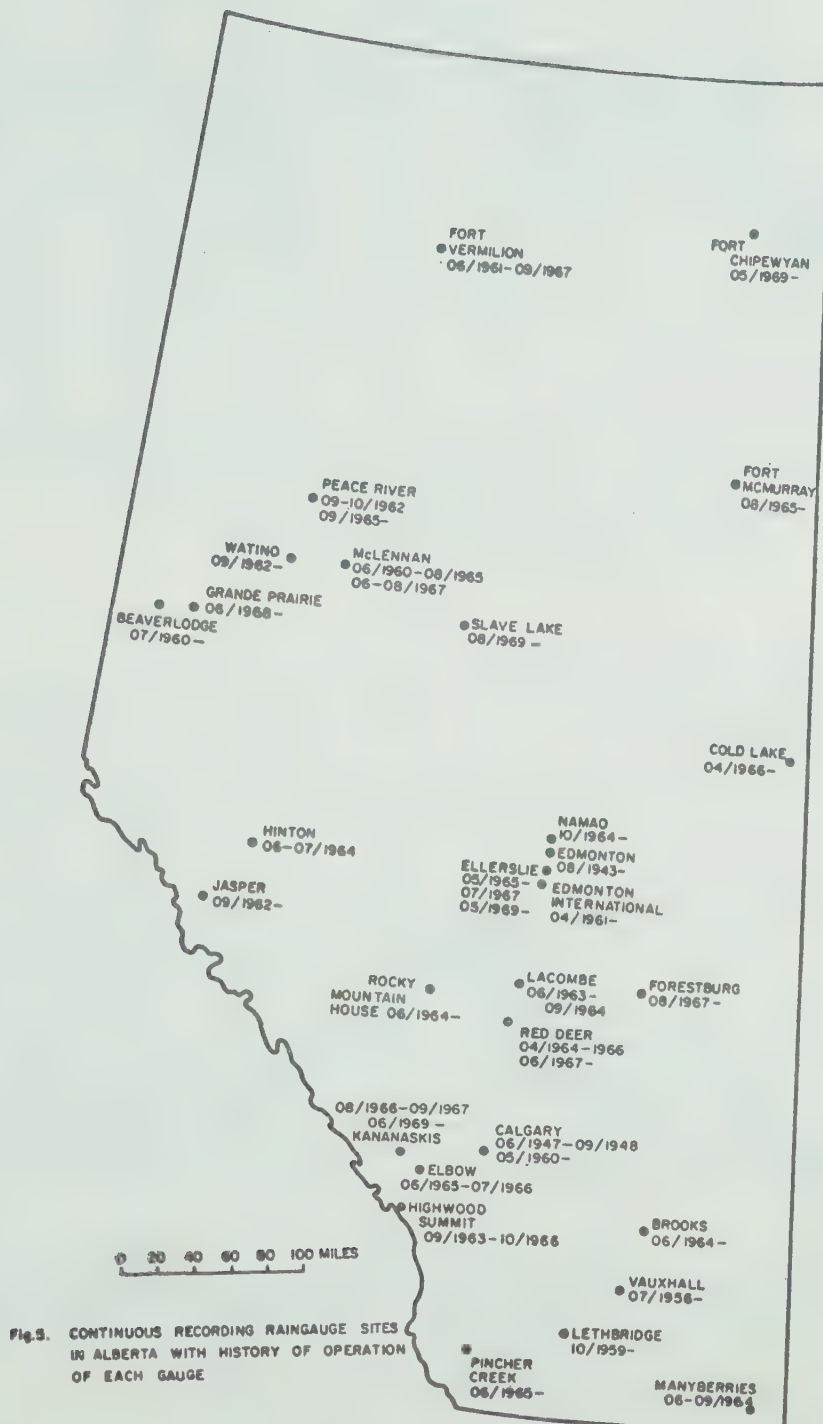 FORT
VERMILION
06/1961-09/1967
FORT
CHIPEWYAN
05/1969-
PEACE RIVER
09-10/1962
09/1965-
FORT
MCMURRAY
08/1965-
WATINO
09/1962-
McLENNAN
06/1960-08/1965
06-08/1967
GRANDE PRAIRIE
06/1968-
BEAVERLODGE
07/1960-
SLAVE LAKE
08/1969-
COLD LAKE
04/1966-
HINTON
06-07/1964
NAMAO
10/1964-
EDMONTON
08/1943-
ELLERSLIE
05/1965-
07/1967
05/1969-
EDMONTON
INTERNATIONAL
04/1961-
JASPER
09/1962-
ROCKY
MOUNTAIN
HOUSE 06/1964-
LACOMBE
06/1963-
09/1964
FORESTBURG
08/1967-
RED DEER
04/1964-1966
06/1967-
08/1966-09/1967
06/1969-
KANANASKIS
CALGARY
06/1947-09/1948
05/1960-
ELBOW
06/1965-07/1966
HIGHWOOD
SUMMIT
09/1963-10/1966
BROOKS
06/1964-
0 20 40 60 80 100 MILES
VAUXHALL
07/1956-
LETHBRIDGE
10/1959-
PINCHER
CREEK
06/1965-
MANYBERRIES
06-09/1964
Fig.5. CONTINUOUS RECORDING RAINGAUGE SITES
IN ALBERTA WITH HISTORY OF OPERATION
OF EACH GAUGE